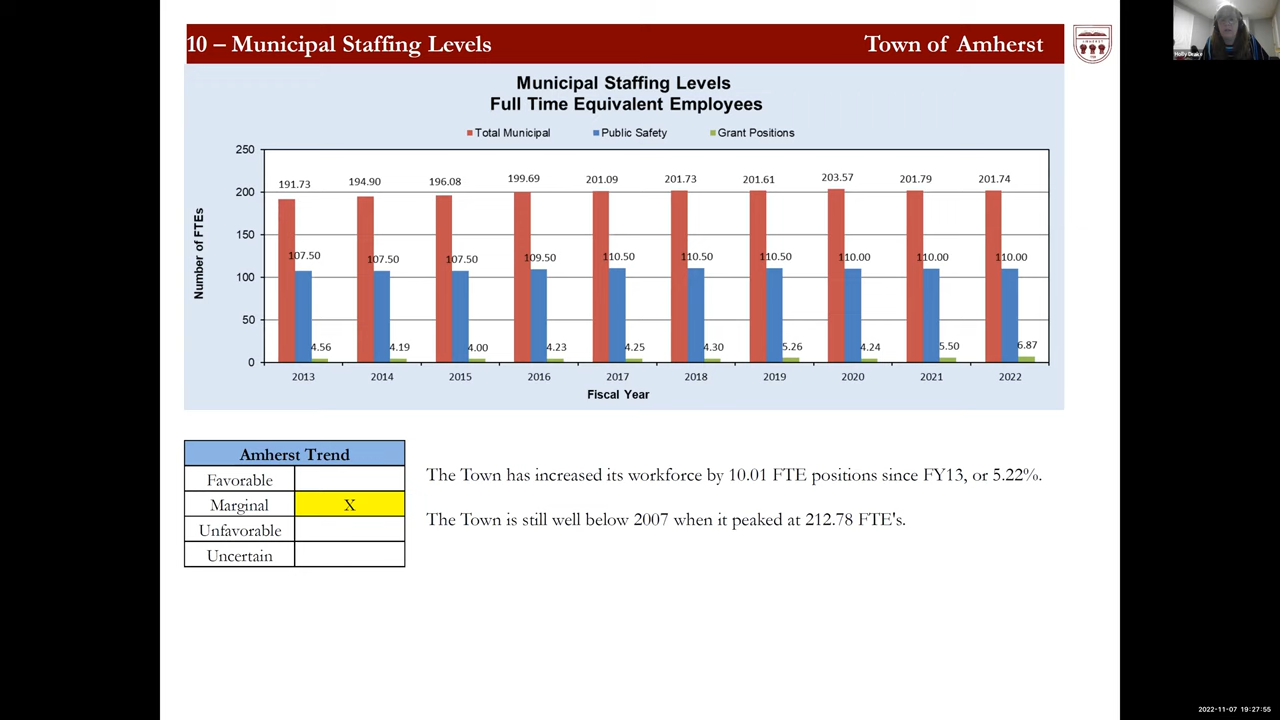 10 – Municipal Staffing Levels
Town of Amherst
Holly Drake
Municipal Staffing Levels
Full Time Equivalent Employees
Total Municipal
Public Safety
Grant Positions
Number of FTEs
250
200
150
100
50
0
191.73 194.90 196.08 199.69 201.09 201.73 201.61 203.57 201.79 201.74
107.50 107.50 107.50 109.50 110.50 110.50 110.50 110.00 110.00 110.00
4.56 4.19 4.00 4.23 4.25 4.30 5.26 4.24 5.50 6.87
2013 2014 2015 2016 2017 2018 2019 2020 2021 2022
Fiscal Year
Amherst Trend
Favorable
Marginal X
Unfavorable
Uncertain
The Town has increased its workforce by 10.01 FTE positions since FY13, or 5.22%.
The Town is still well below 2007 when it peaked at 212.78 FTE's.
2022-11-07 19:27:55